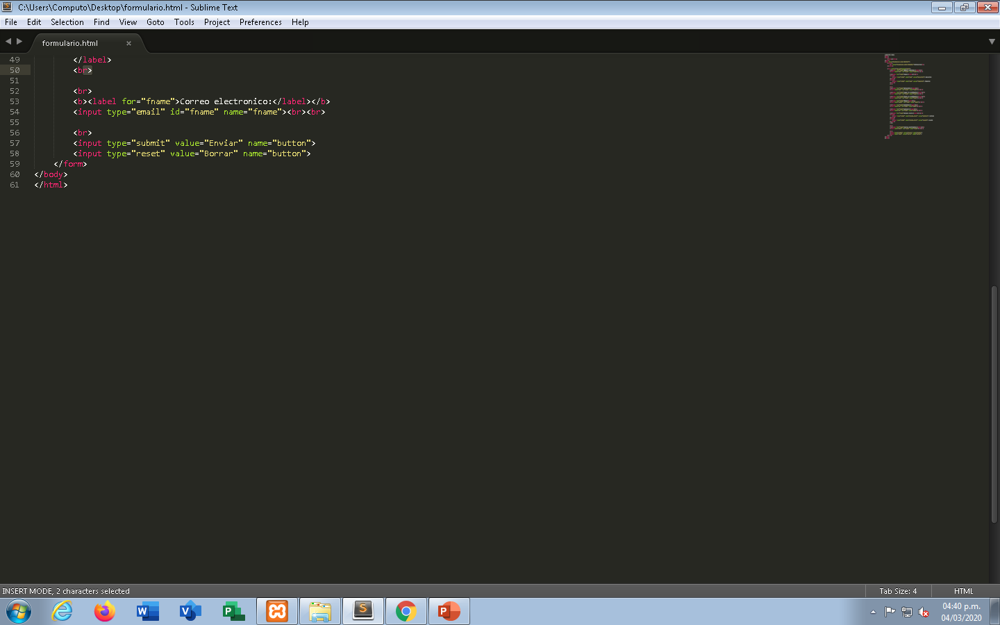 C:\Users\Computo\Desktop\formulario.html - Sublime Text
File Edit Selection Find View Goto Tools Project Preferences Help
formulario.html ×
49 </label>
50 <br>
51
52 <br>
53 <b><label for="fname">Correo electronico:</label></b>
54 <input type="email" id="fname" name="fname"><br><br>
55
56 <br>
57 <input type="submit" value="Enviar" name="button">
58 <input type="reset" value="Borrar" name="button">
59 </form>
60 </body>
61 </html>
INSERT MODE, 2 characters selected Tab Size: 4 HTML
04:40 p.m.
04/03/2020